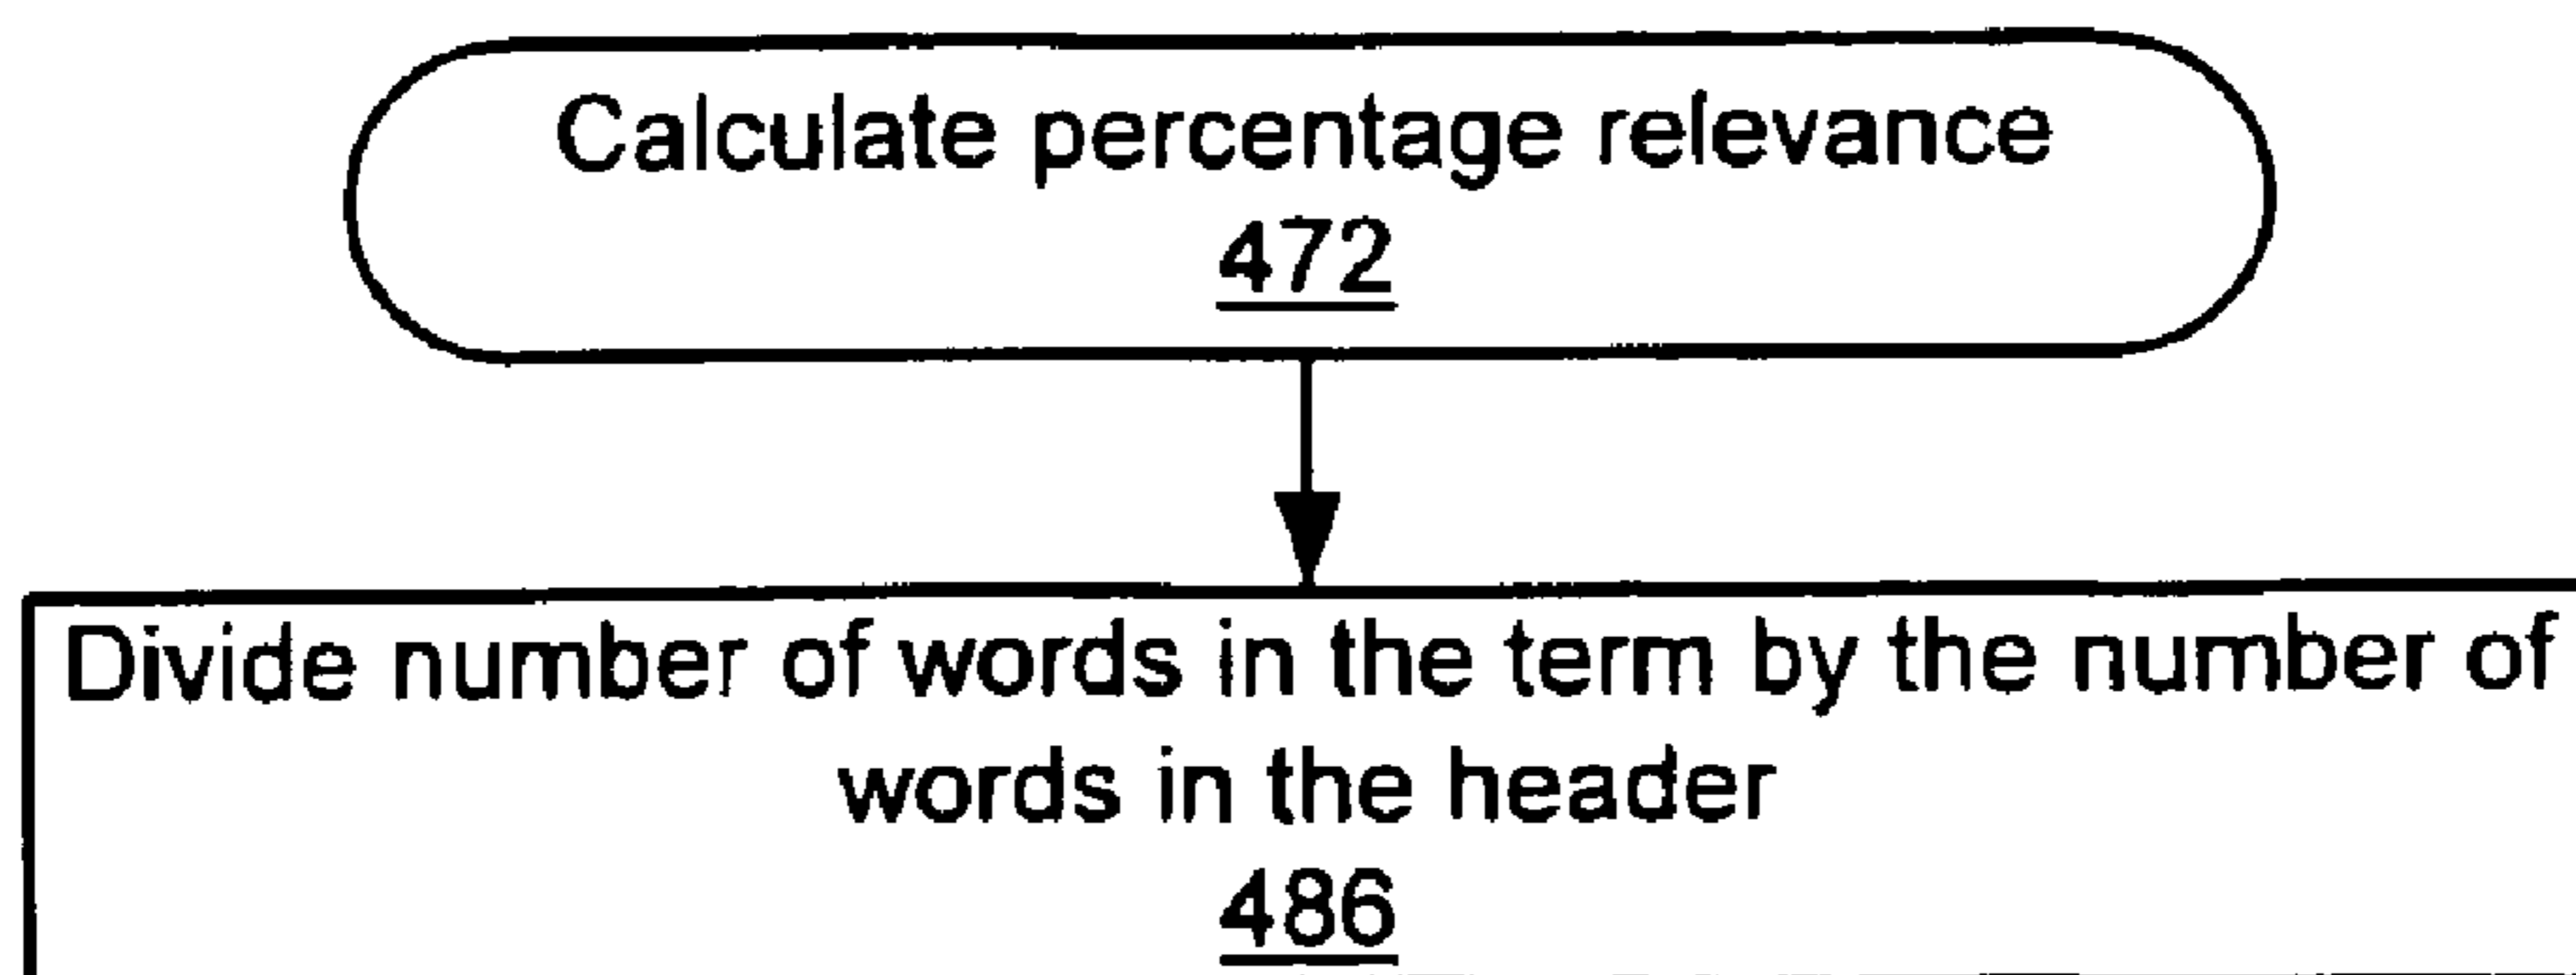 Calculate percentage relevance
472
Divide number of words in the term by the number of
words in the header
486